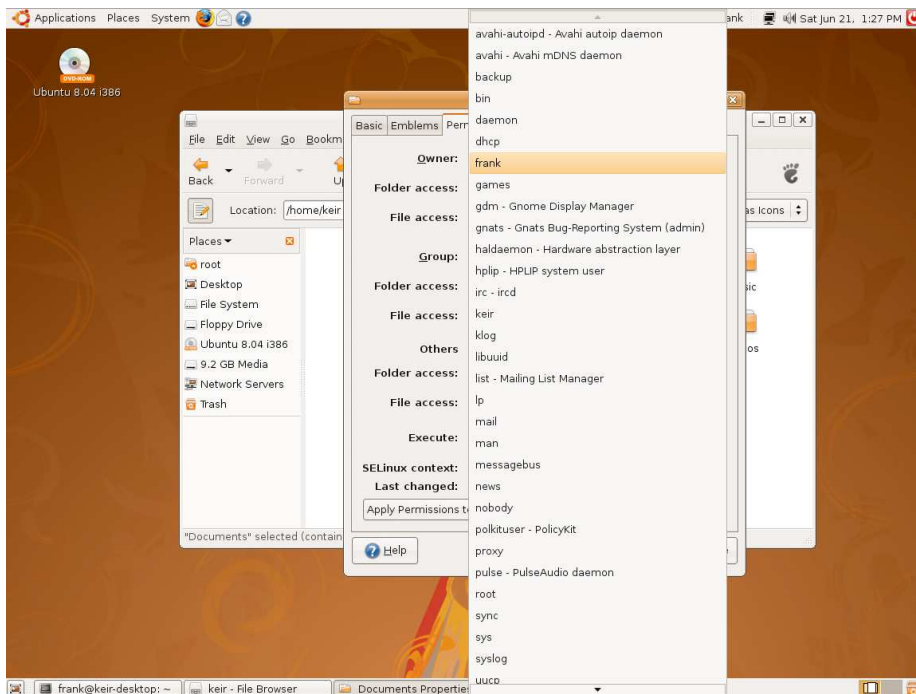 Applications Places System
ank
Sat Jun 21, 1:27 PM
DVD-ROM
Ubuntu 8.04 i386
File Edit View Go Bookm
Back Forward U
Location: /home/keir
as Icons
Places
root
Desktop
File System
Floppy Drive
Ubuntu 8.04 i386
9.2 GB Media
Network Servers
Trash
"Documents" selected (contain
sic
os
Basic Emblems Per
Owner:
Folder access:
File access:
Group:
Folder access:
File access:
Others
Folder access:
File access:
Execute:
SELinux context:
Last changed:
Apply Permissions t
Help
avahi-autoipd - Avahi autoip daemon
avahi - Avahi mDNS daemon
backup
bin
daemon
dhcp
frank
games
gdm - Gnome Display Manager
gnats - Gnats Bug-Reporting System (admin)
haldaemon - Hardware abstraction layer
hplip - HPLIP system user
irc - ircd
keir
klog
libuuid
list - Mailing List Manager
lp
mail
man
messagebus
news
nobody
polkituser - PolicyKit
proxy
pulse - PulseAudio daemon
root
sync
sys
syslog
uucp
frank@keir-desktop: ~
keir - File Browser
Documents Propertie